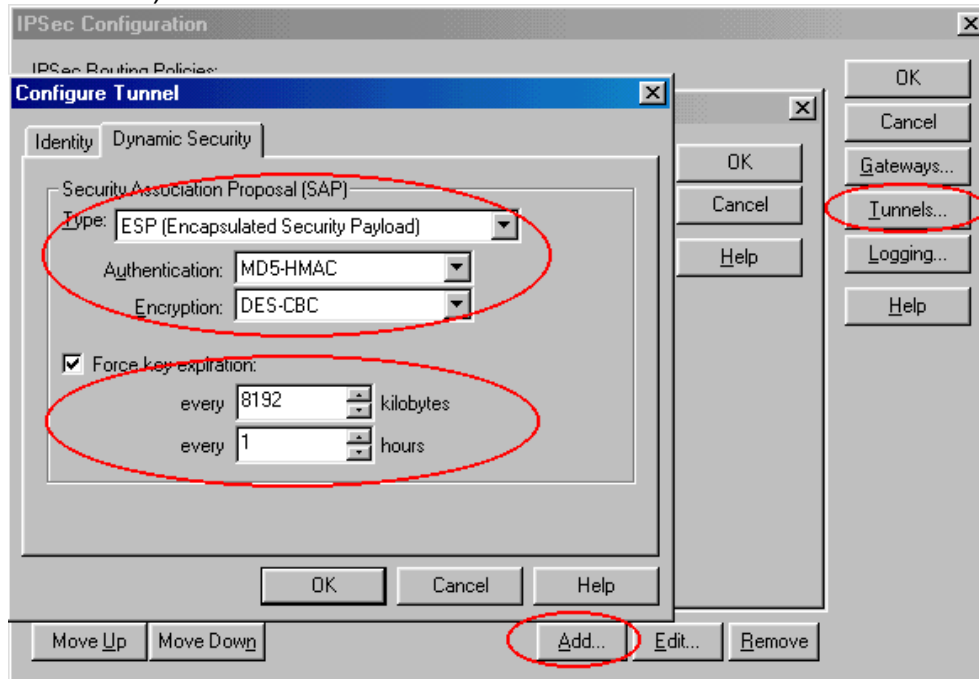 IPSec Configuration
IPSec Routing Policies:
OK
Cancel
Gateways...
Tunnels...
Logging...
Help
OK
Cancel
Help
Configure Tunnel
Identity
Dynamic Security
Security Association Proposal (SAP)
Type: ESP (Encapsulated Security Payload)
Authentication: MD5-HMAC
Encryption: DES-CBC
Force key expiration:
every 8192 kilobytes
every 1 hours
OK Cancel Help
Move Up Move Down Add... Edit... Remove